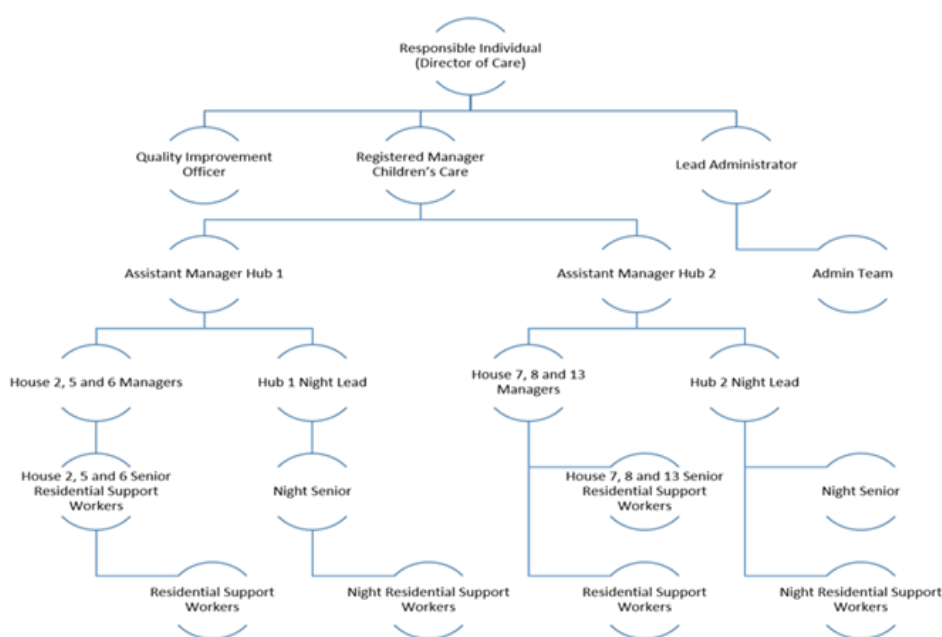 Responsible Individual
(Director of Care)
Quality Improvement
Officer
Registered Manager
Children's Care
Lead Administrator
Assistant Manager Hub 1
Assistant Manager Hub 2
Admin Team
House 2, 5 and 6 Managers
Hub 1 Night Lead
House 7, 8 and 13
Managers
Hub 2 Night Lead
House 2, 5 and 6 Senior
Residential Support
Workers
Night Senior
House 7, 8 and 13 Senior
Residential Support
Workers
Night Senior
Residential Support
Workers
Night Residential Support
Workers
Residential Support
Workers
Night Residential Support
Workers